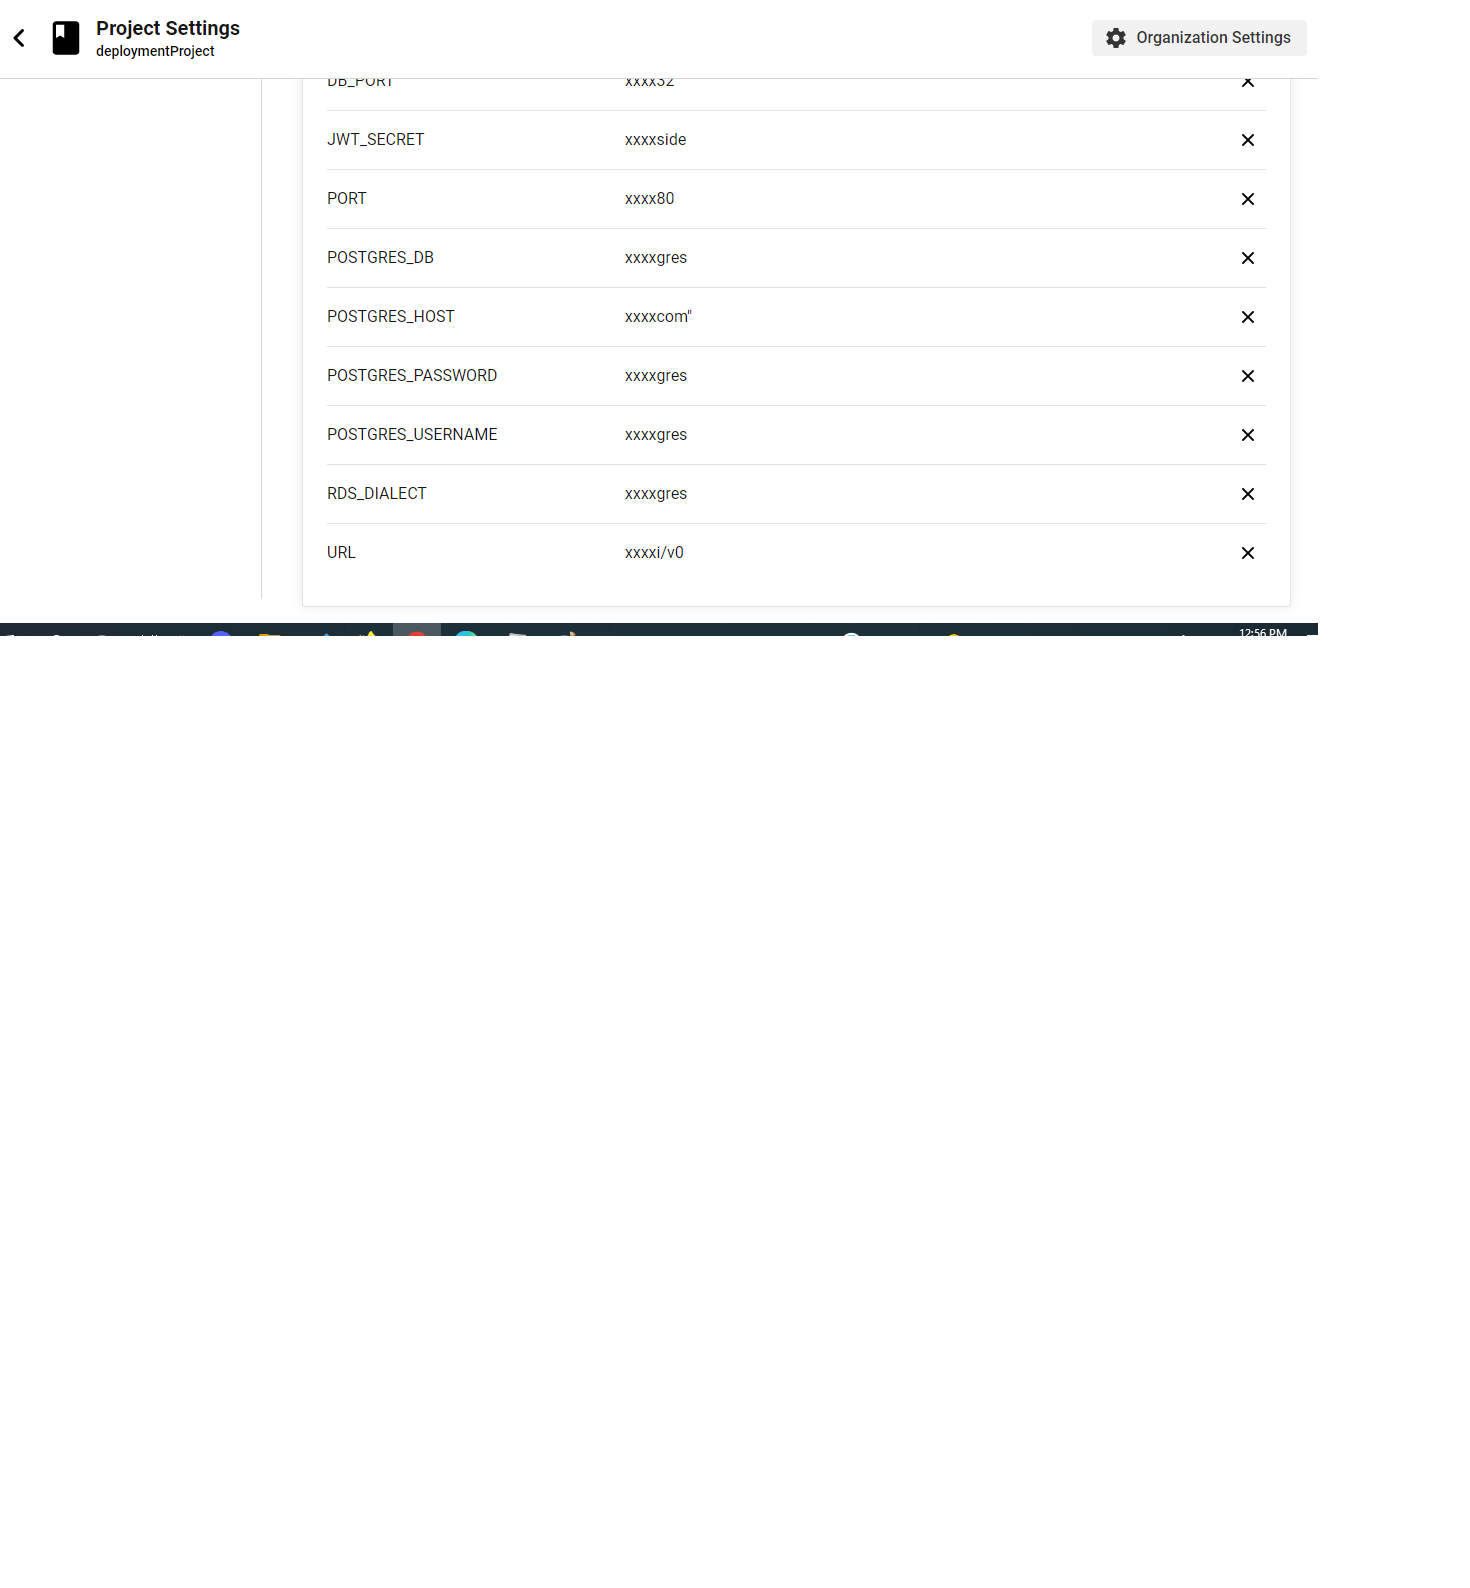 Project Settings
deploymentProject
Organization Settings
DB_PORT xxxx32
JWT_SECRET xxxxside
PORT xxxx80
POSTGRES_DB xxxxgres
POSTGRES_HOST xxxxcom"
POSTGRES_PASSWORD xxxxgres
POSTGRES_USERNAME xxxxgres
RDS_DIALECT xxxxgres
URL xxxxi/v0
12:56 PM